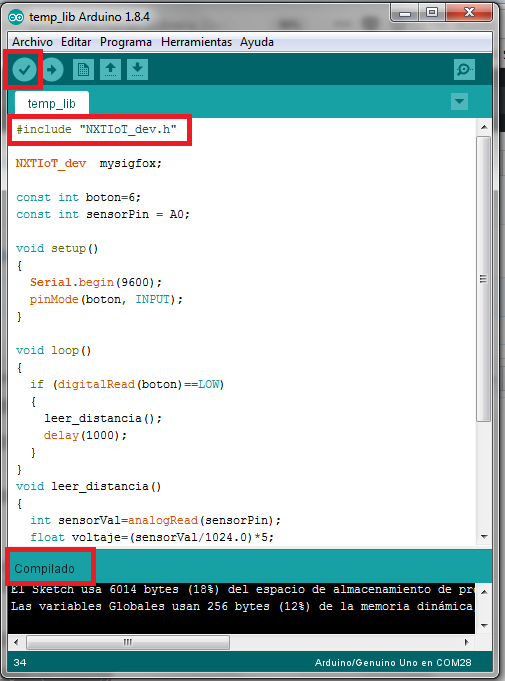 temp_lib Arduino 1.8.4
Archivo Editar Programa Herramientas Ayuda
temp_lib
#include "NXTIoT_dev.h"
NXTIoT_dev  mysigfox;
const int boton=6;
const int sensorPin = A0;
void setup()
{
  Serial.begin(9600);
  pinMode(boton, INPUT);
}
void loop()
{
  if (digitalRead(boton)==LOW)
  {
    leer_distancia();
    delay(1000);
  }
}
void leer_distancia()
{
  int sensorVal=analogRead(sensorPin);
  float voltaje=(sensorVal/1024.0)*5;
Compilado
El Sketch usa 6014 bytes (18%) del espacio de almacenamiento de pr
Las variables Globales usan 256 bytes (12%) de la memoria dinámica
34
Arduino/Genuino Uno en COM28